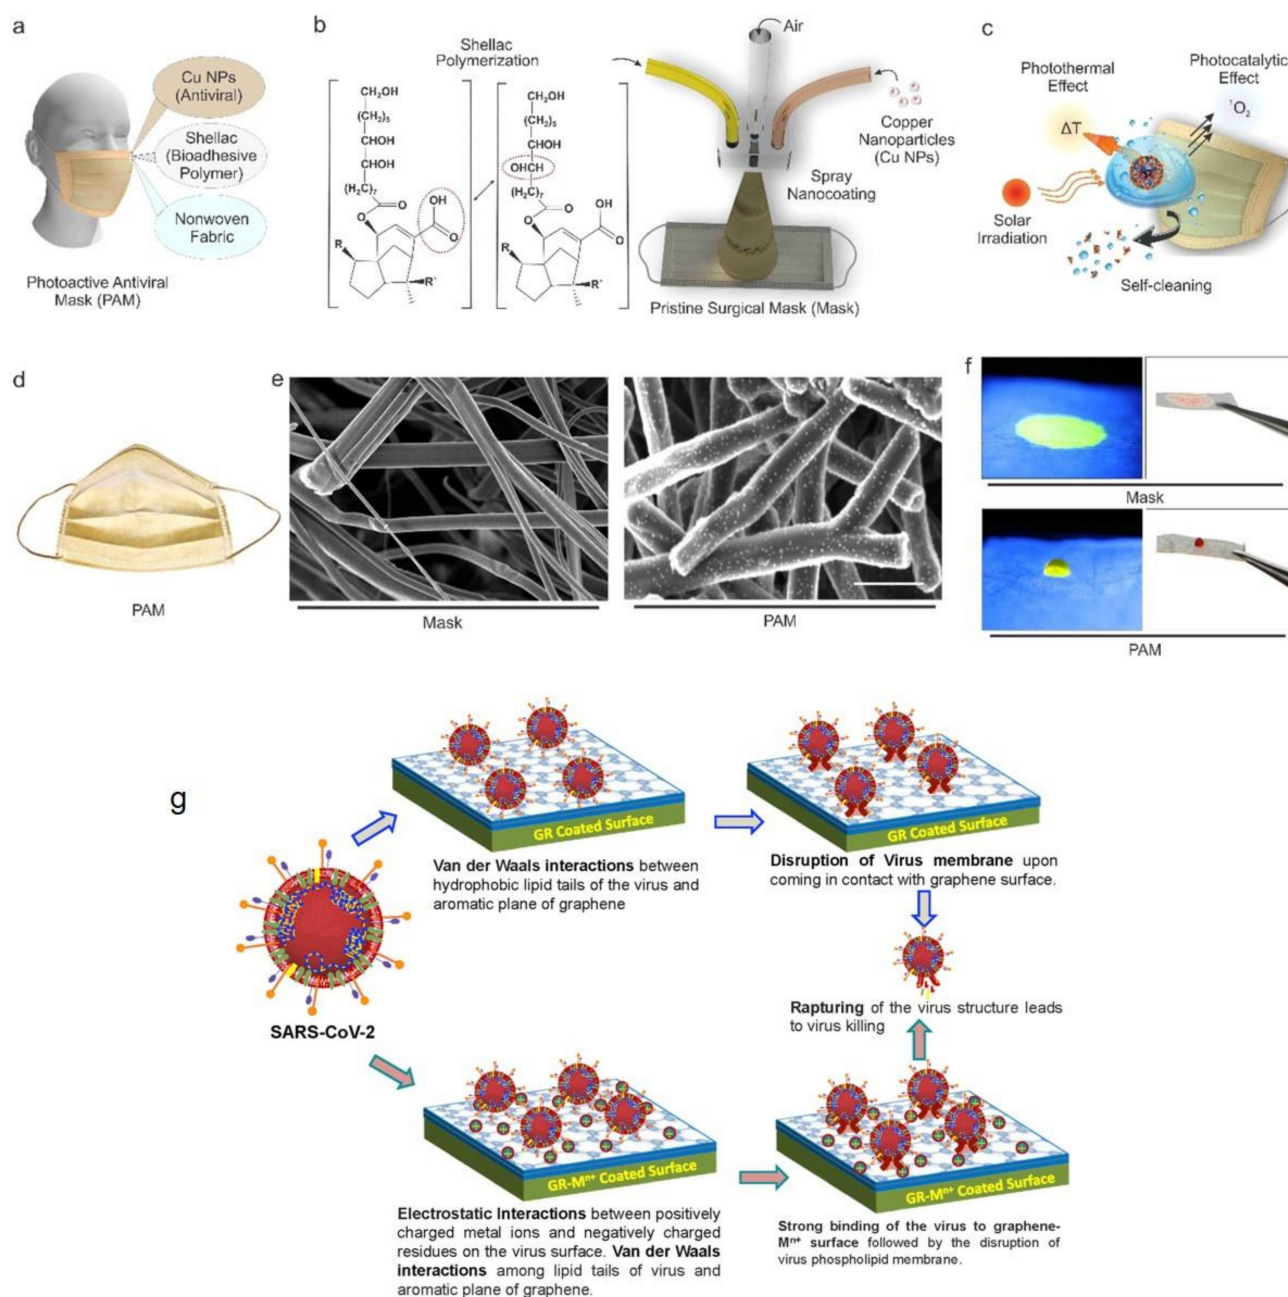 a
Cu NPs
(Antiviral)
Shellac
(Bioadhesive
Polymer)
Nonwoven
Fabric
Photoactive Antiviral
Mask (PAM)
b
Shellac
Polymerization
CH₂OH
(CH₂)₅
CHOH
CHOH
(H₂C)₇
O
O
OH
O
R
R'
CH₂OH
(CH₂)₅
CHOH
OHCH
(H₂C)₇
O
O
OH
O
R
R'
Air
Copper
Nanoparticles
(Cu NPs)
Spray
Nanocoating
Pristine Surgical Mask (Mask)
c
Photothermal
Effect
Photocatalytic
Effect
¹O₂
ΔT
Solar
Irradiation
Self-cleaning
d
PAM
e
Mask
PAM
f
Mask
PAM
g
SARS-CoV-2
GR Coated Surface
Van der Waals interactions between
hydrophobic lipid tails of the virus and
aromatic plane of graphene
GR Coated Surface
Disruption of Virus membrane upon
coming in contact with graphene surface.
Rapturing of the virus structure leads
to virus killing
GR-Mⁿ⁺ Coated Surface
Electrostatic Interactions between positively
charged metal ions and negatively charged
residues on the virus surface. Van der Waals
interactions among lipid tails of virus and
aromatic plane of graphene.
GR-Mⁿ⁺ Coated Surface
Strong binding of the virus to graphene-
Mⁿ⁺ surface followed by the disruption of
virus phospholipid membrane.